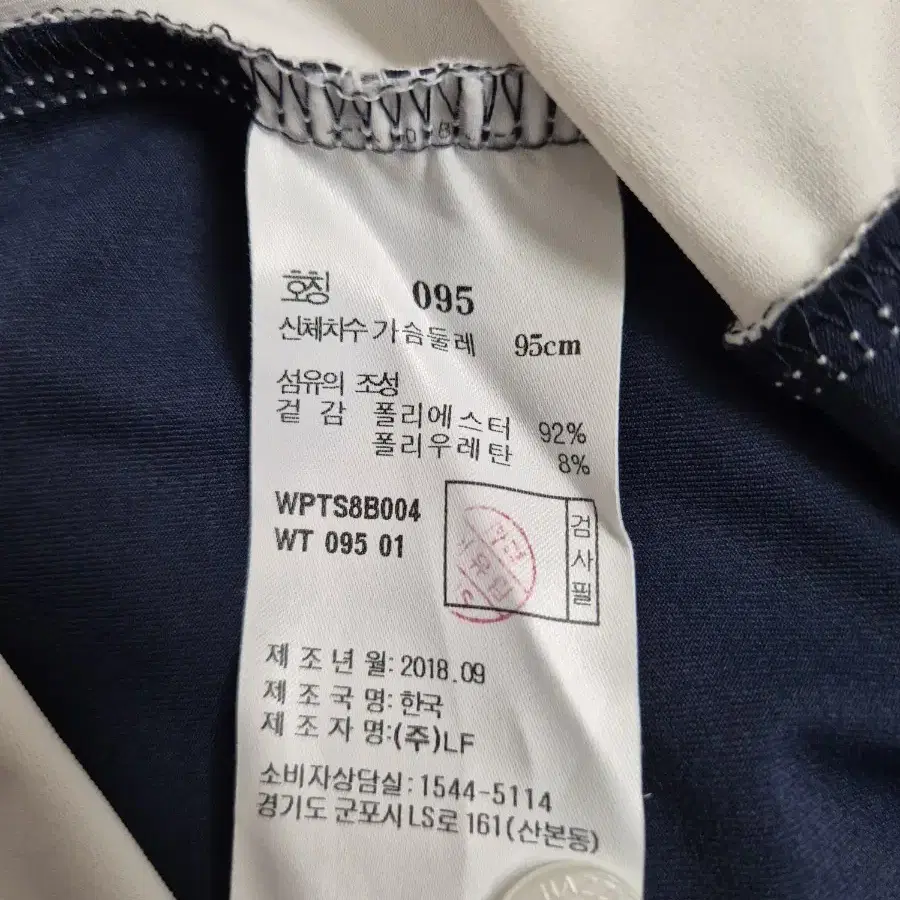 호칭 095
신체치수 가슴둘레 95cm
섬유의 조성
겉 감 폴리에스터 92%
폴리우레탄 8%
WPTS8B004
WT 095 01
검사필
제 조 년 월: 2018.09
제 조 국 명: 한국
제 조 자 명:(주)LF
소비자상담실: 1544-5114
경기도 군포시 LS로 161(산본동)